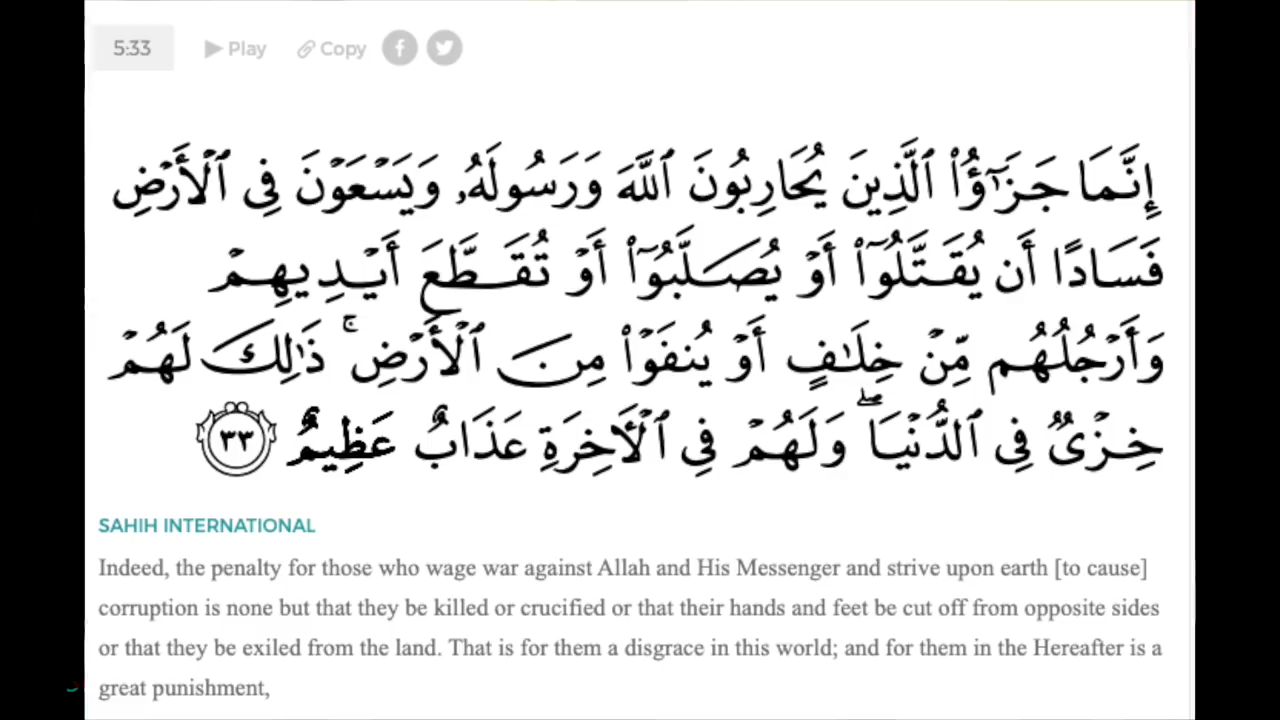 5:33 Play Copy
إِنَّمَا جَزَٰٓؤُا۟ ٱلَّذِينَ يُحَارِبُونَ ٱللَّهَ وَرَسُولَهُۥ وَيَسْعَوْنَ فِى ٱلْأَرْضِ
فَسَادًا أَن يُقَتَّلُوٓا۟ أَوْ يُصَلَّبُوٓا۟ أَوْ تُقَطَّعَ أَيْدِيهِمْ
وَأَرْجُلُهُم مِّنْ خِلَـٰفٍ أَوْ يُنفَوْا۟ مِنَ ٱلْأَرْضِ ۚ ذَٰلِكَ لَهُمْ
خِزْىٌ فِى ٱلدُّنْيَا ۖ وَلَهُمْ فِى ٱلْـَٔاخِرَةِ عَذَابٌ عَظِيمٌ ٣٣
SAHIH INTERNATIONAL
Indeed, the penalty for those who wage war against Allah and His Messenger and strive upon earth [to cause]
corruption is none but that they be killed or crucified or that their hands and feet be cut off from opposite sides
or that they be exiled from the land. That is for them a disgrace in this world; and for them in the Hereafter is a
great punishment,